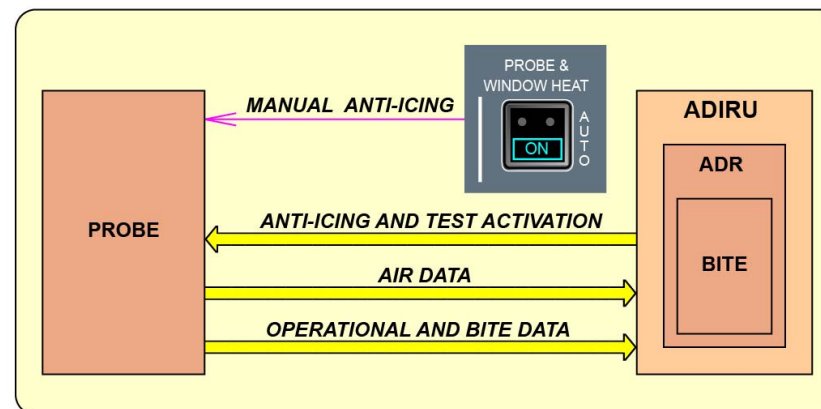 PROBE &
WINDOW HEAT
MANUAL ANTI-ICING
ON
AUTO
ADIRU
ADR
PROBE
ANTI-ICING AND TEST ACTIVATION
BITE
AIR DATA
OPERATIONAL AND BITE DATA